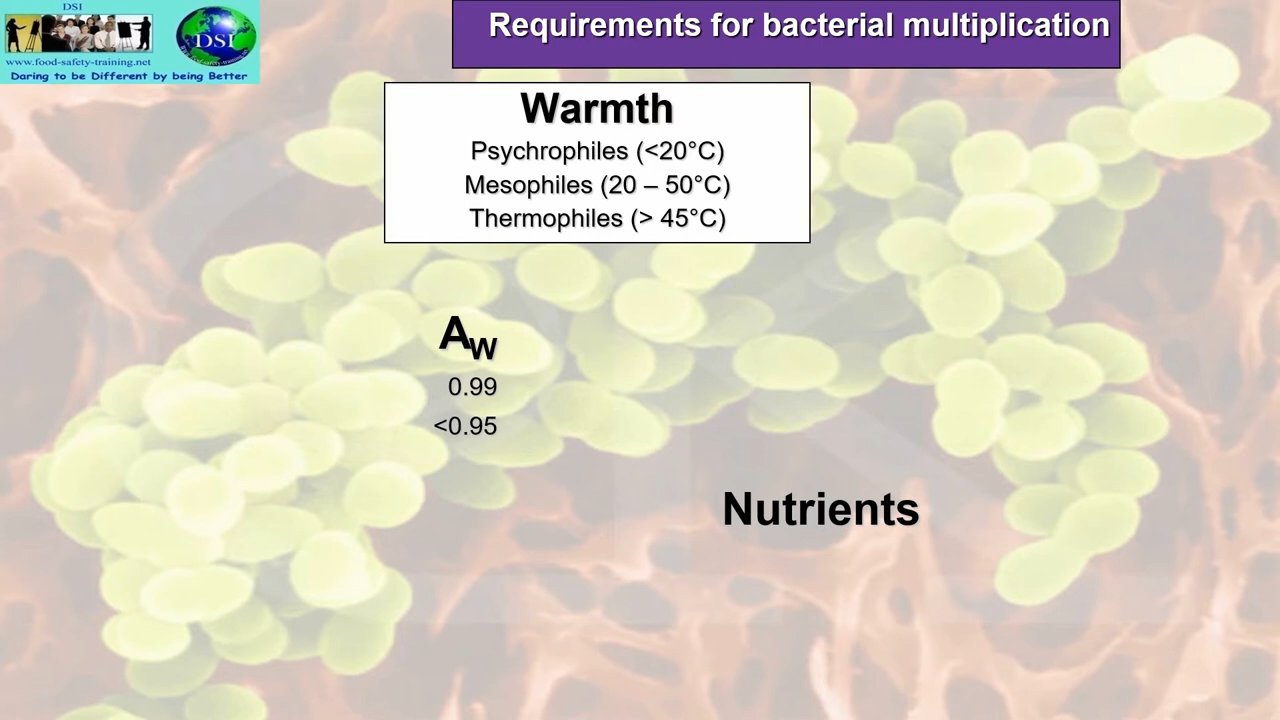 DSI
DSI
www.food-safety-training.net
Daring to be Different by being Better
Requirements for bacterial multiplication
Warmth
Psychrophiles (<20°C)
Mesophiles (20 – 50°C)
Thermophiles (> 45°C)
Aw
0.99
<0.95
Nutrients